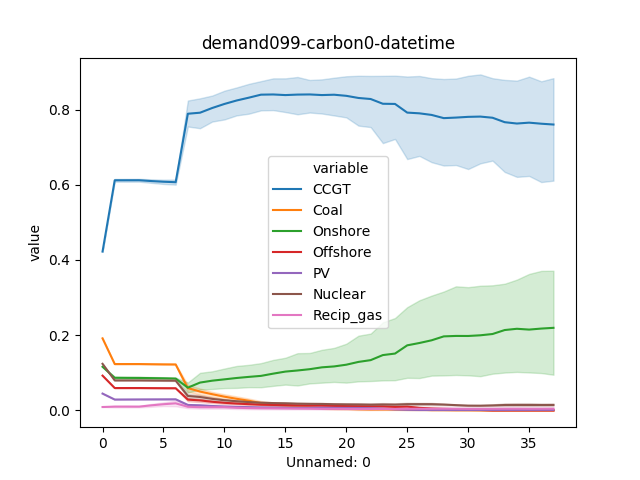 demand099-carbon0-datetime
value
0.8
0.6
0.4
0.2
0.0
variable
CCGT
Coal
Onshore
Offshore
PV
Nuclear
Recip_gas
0 5 10 15 20 25 30 35
Unnamed: 0